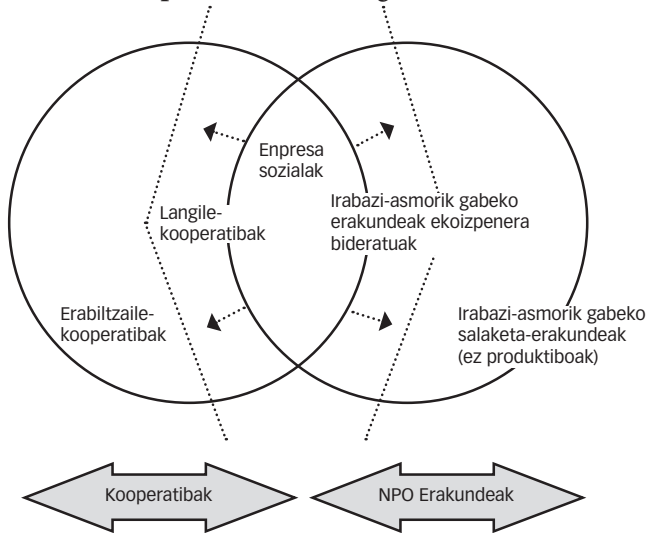 Enpresa
sozialak
Langile-
kooperatibak
Irabazi-asmorik gabeko
erakundeak ekoizpenera
bideratuak
Erabiltzaile-
kooperatibak
Irabazi-asmorik gabeko
salaketa-erakundeak
(ez produktiboak)
Kooperatibak
NPO Erakundeak